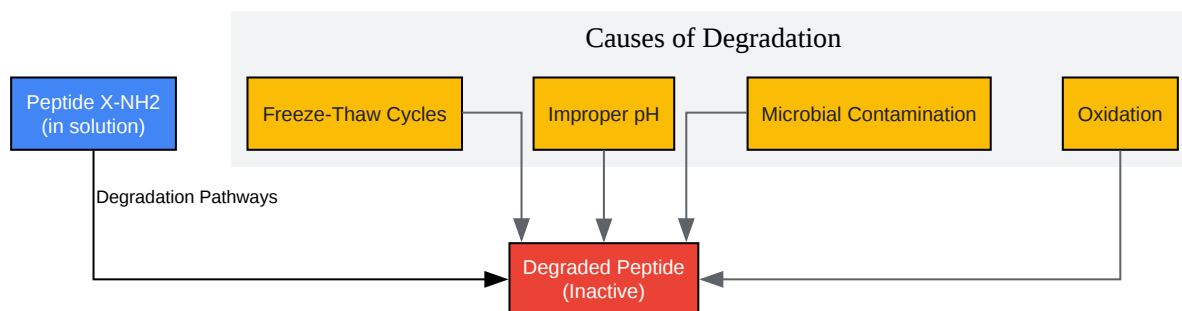 Causes of Degradation
Peptide X-NH2
(in solution)
Freeze-Thaw Cycles
Improper pH
Microbial Contamination
Oxidation
Degradation Pathways
Degraded Peptide
(Inactive)